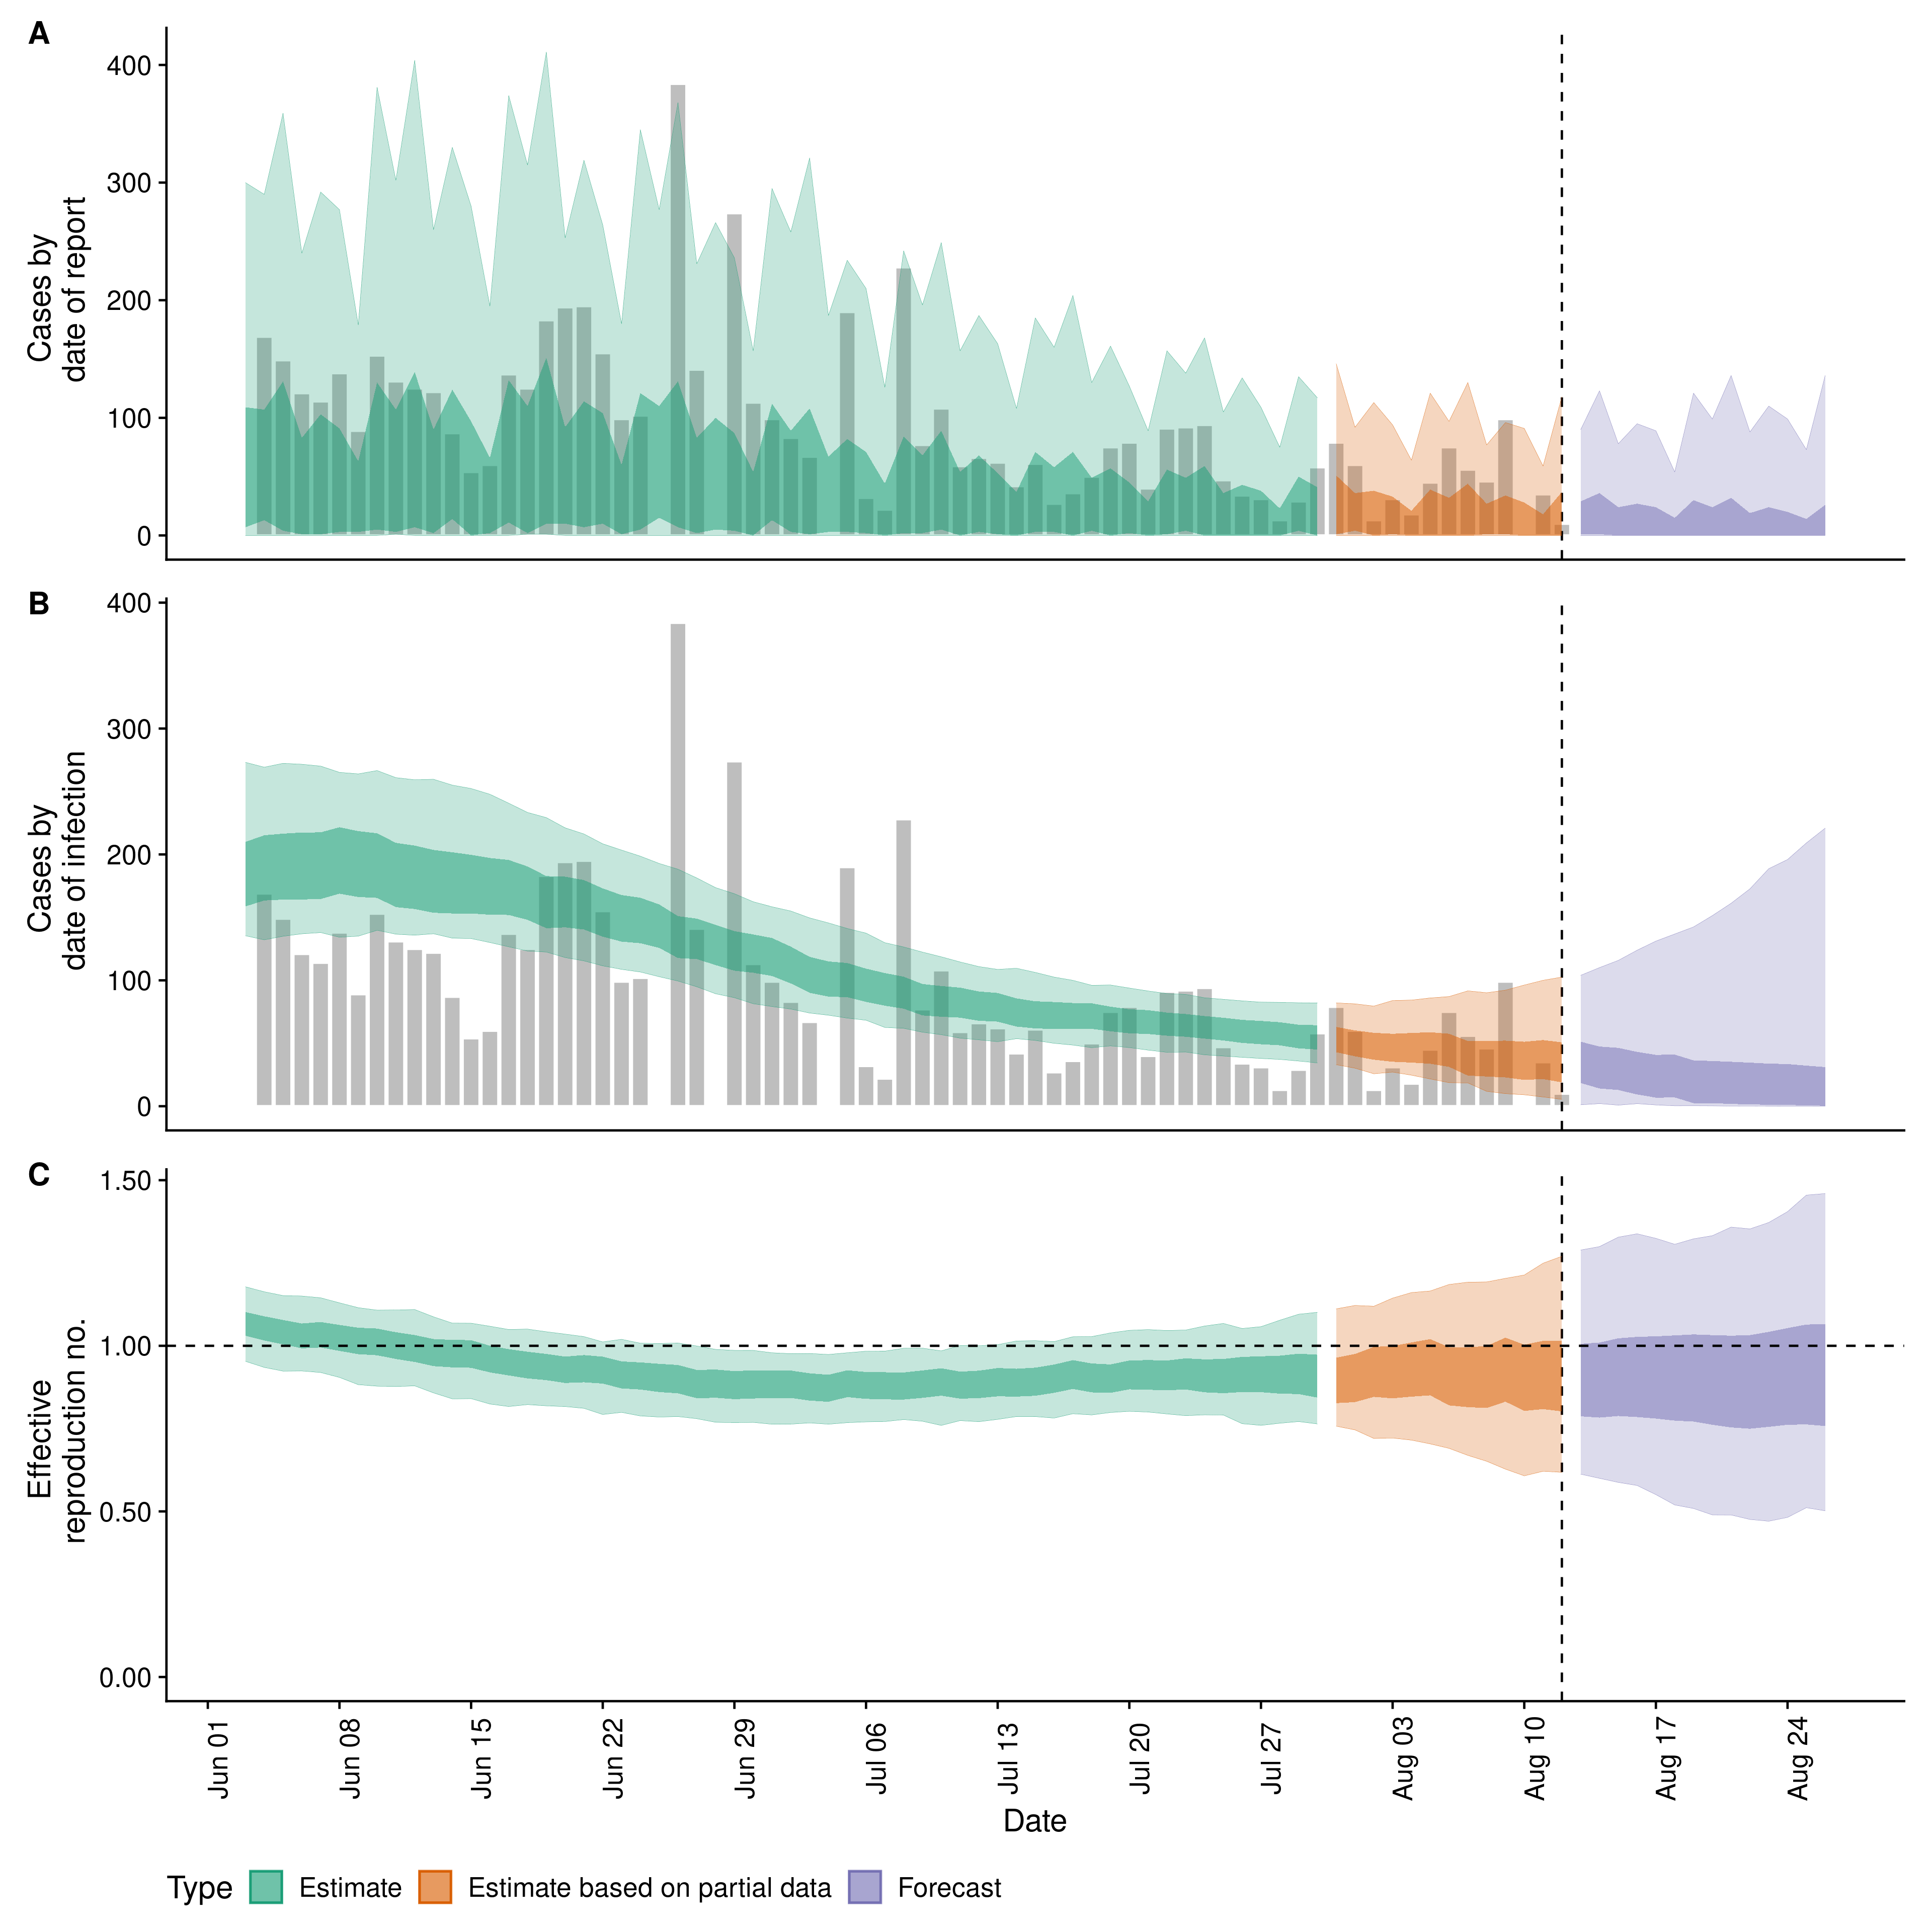 A
400
300
200
100
0
Cases by
date of report
B
400
300
200
100
0
Cases by
date of infection
C
1.50
1.00
0.50
0.00
Effective
reproduction no.
Jun 01
Jun 08
Jun 15
Jun 22
Jun 29
Jul 06
Jul 13
Jul 20
Jul 27
Aug 03
Aug 10
Aug 17
Aug 24
Date
Type Estimate Estimate based on partial data Forecast